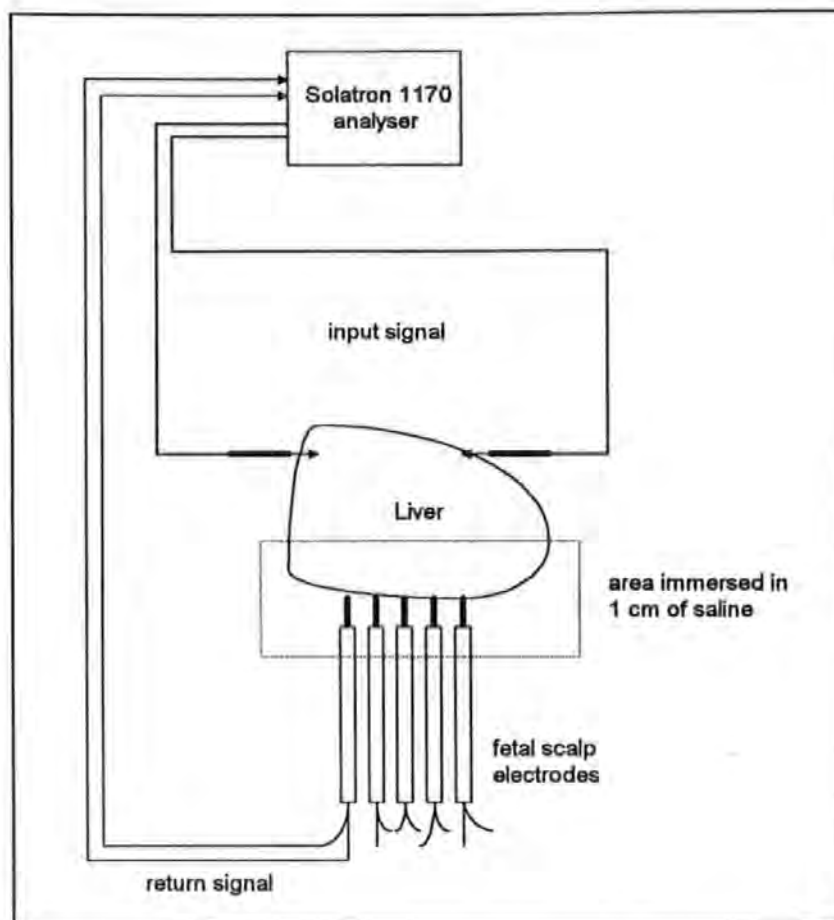 Solatron 1170
analyser
input signal
Liver
area immersed in
1 cm of saline
fetal scalp
electrodes
return signal